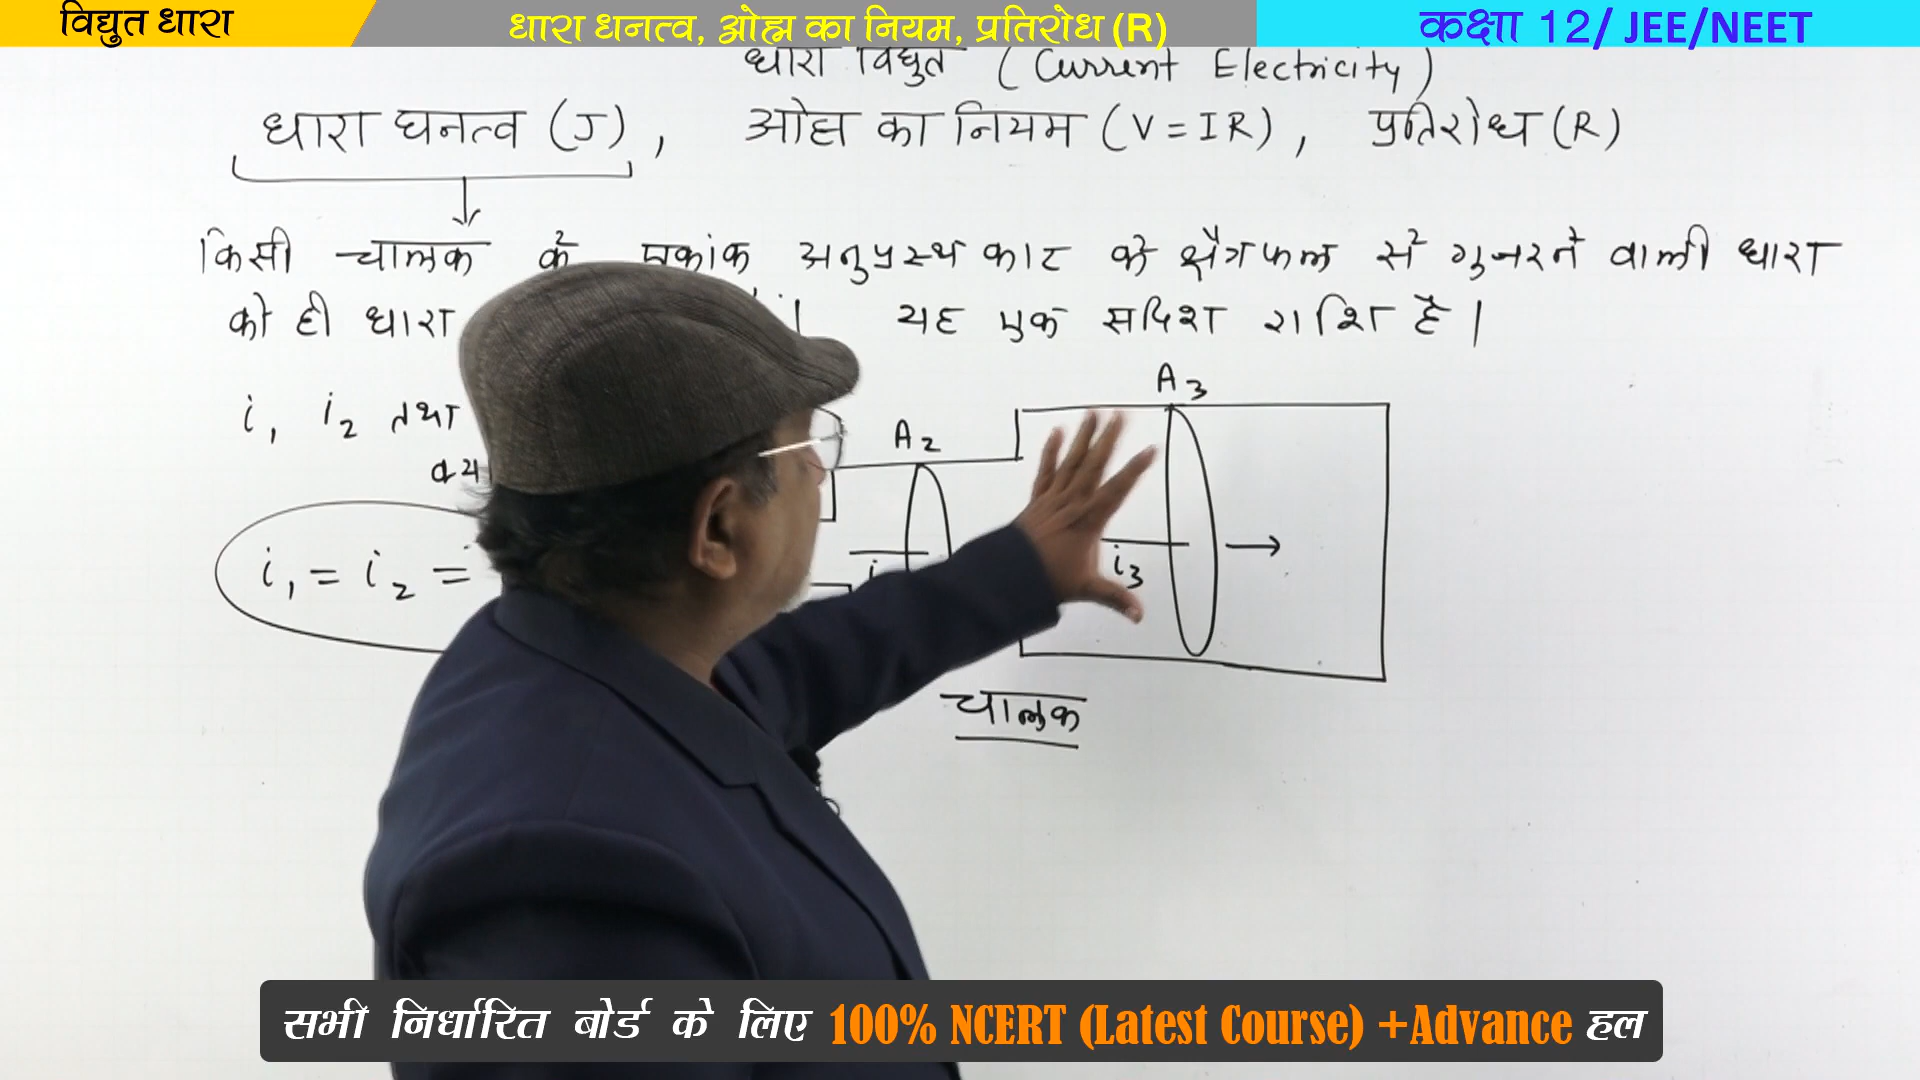 विद्युत धारा
धारा धनत्व, ओह्म का नियम, प्रतिरोध (R)
कक्षा 12/ JEE/NEET
धारा विद्युत (Current Electricity)
धारा घनत्व (J), ओह्म का नियम (V=IR), प्रतिरोध (R)
किसी चालक के एकांक अनुप्रस्थ काट के क्षेत्रफल से गुजरने वाली धारा
को ही धारा । यह एक सदिश राशि है।
i₁ i₂ तथा
A₂
A₃
i₁ = i₂ =
i₃
चालक
सभी निर्धारित बोर्ड के लिए 100% NCERT (Latest Course) +Advance हल